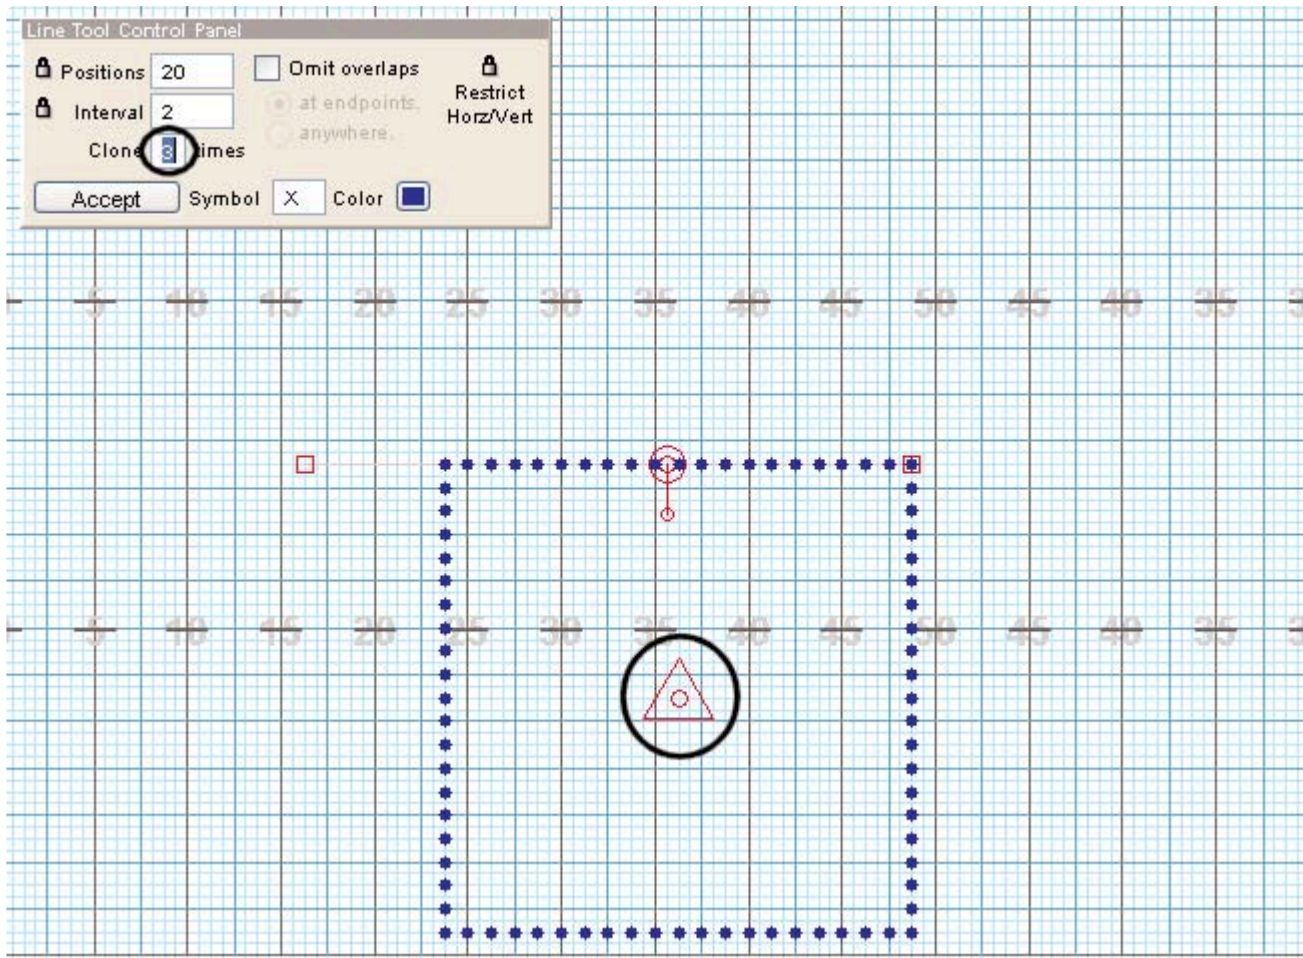 Line Tool Control Panel
Positions 20
Omit overlaps
Restrict
Horz/Vert
Interval 2
at endpoints.
anywhere.
Clone 3 times
Accept Symbol X Color
5 10 15 20 25 30 35 40 45 50 45 40 35 3
5 10 15 20 25 30 35 40 45 50 45 40 35 3